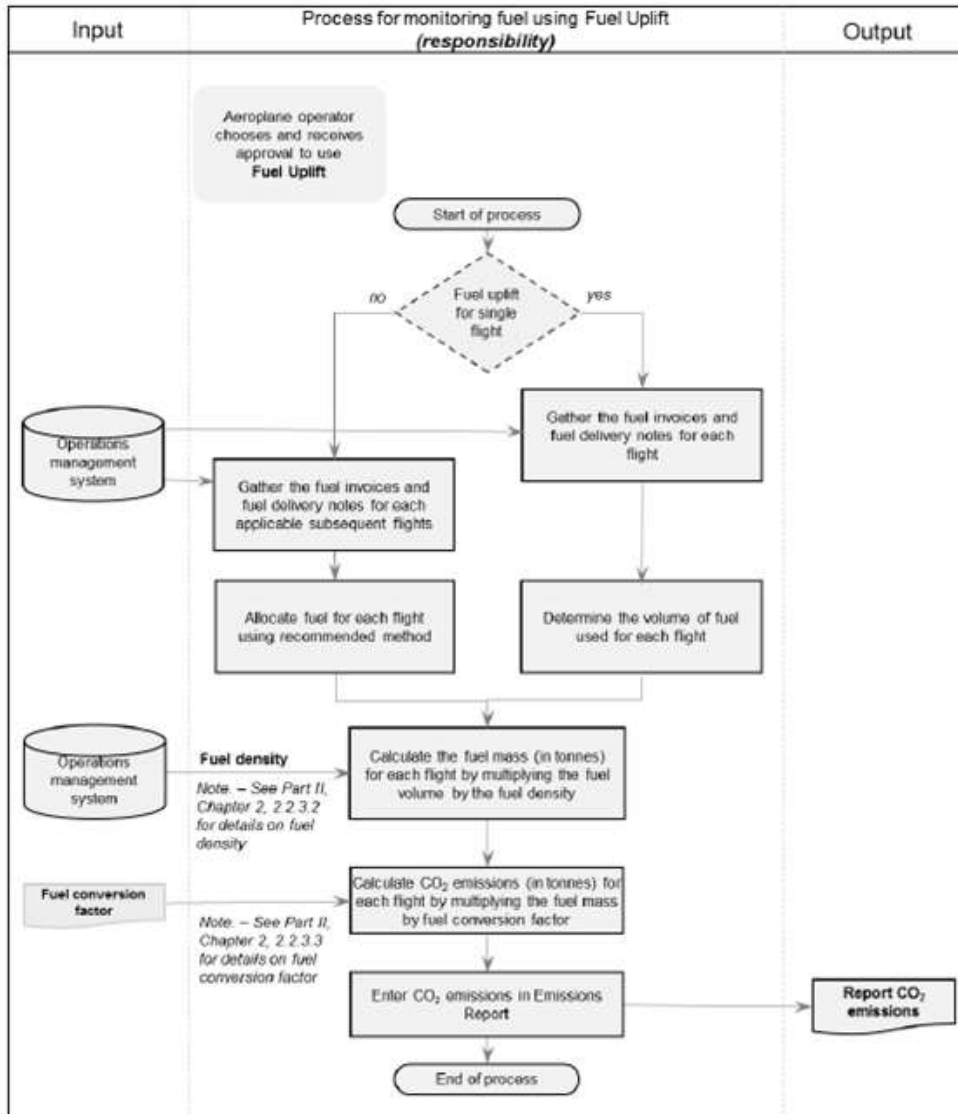 Input
Process for monitoring fuel using Fuel Uplift
(responsibility)
Output
Aeroplane operator
chooses and receives
approval to use
Fuel Uplift
Start of process
no
Fuel uplift
for single
flight
yes
Operations
management
system
Gather the fuel invoices and
fuel delivery notes for each
flight
Gather the fuel invoices and
fuel delivery notes for each
applicable subsequent flights
Allocate fuel for each flight
using recommended method
Determine the volume of fuel
used for each flight
Operations
management
system
Fuel density
Note. – See Part II,
Chapter 2, 2.2.3.2
for details on fuel
density
Calculate the fuel mass (in tonnes)
for each flight by multiplying the fuel
volume by the fuel density
Fuel conversion
factor
Note. – See Part II,
Chapter 2, 2.2.3.3
for details on fuel
conversion factor
Calculate CO₂ emissions (in tonnes) for
each flight by multiplying the fuel mass
by fuel conversion factor
Enter CO₂ emissions in Emissions
Report
Report CO₂
emissions
End of process